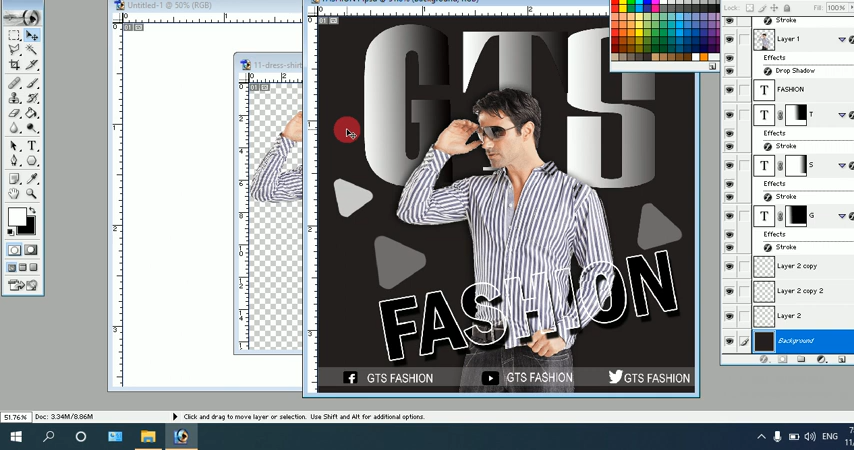 Untitled-1 @ 50% (RGB)
11-dress-shirt
Lock:
Fill: 100%
Stroke
Layer 1
Effects
Drop Shadow
FASHION
T
Effects
Stroke
S
Effects
Stroke
G
Effects
Stroke
Layer 2 copy
Layer 2 copy 2
Layer 2
Background
GTS
FASHION
GTS FASHION
GTS FASHION
GTS FASHION
51.76%
Doc: 3.34M/8.86M
Click and drag to move layer or selection. Use Shift and Alt for additional options.
ENG